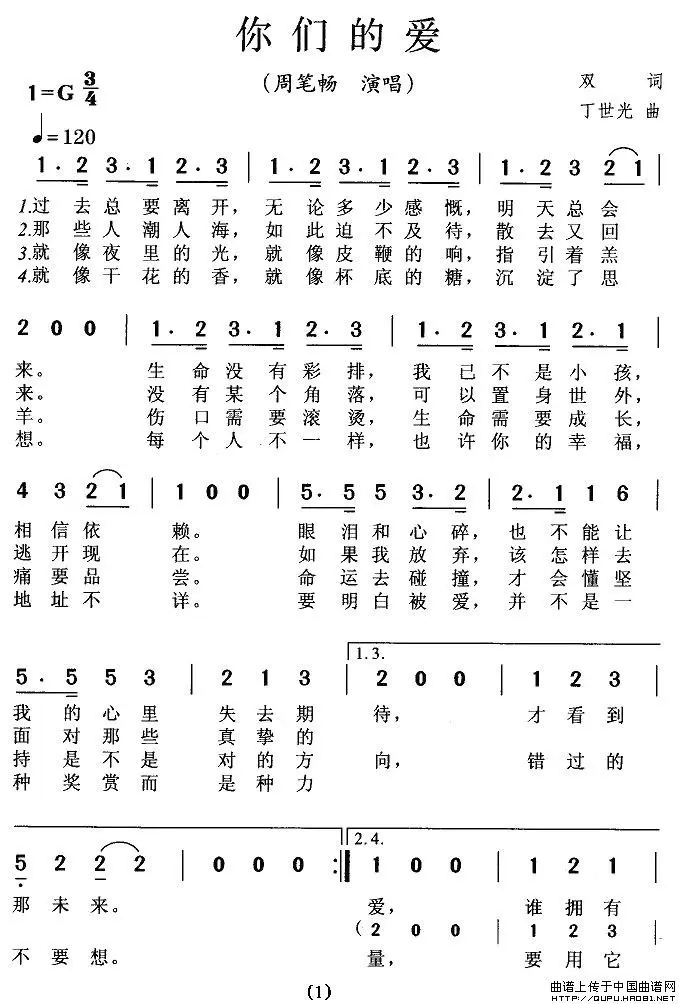 你们的爱
(周笔畅 演唱)
双 词
1=G 3/4
丁世光 曲
♩=120
1·2 3·1 2·3 | 1·2 3·1 2·3 | 1·2 3 2 1 |
1.过去总要离开， 无论多少感慨， 明天总会
2.那些人潮人海， 如此迫不及待， 散去又回
3.就像夜里的光， 就像皮鞭的响， 指引着羔
4.就像干花的香， 就像杯底的糖， 沉淀了思
2 0 0 | 1·2 3·1 2·3 | 1·2 3·1 2·1 |
来。 生命没有彩排， 我已不是小孩，
来。 没有某个角落， 可以置身世外，
羊。 伤口需要滚烫， 生命需要成长，
想。 每个人不一样， 也许你的幸福，
4 3 2 1 | 1 0 0 | 5·5 5 3·2 | 2·1 1 6 |
相信依 赖。 眼泪和心碎， 也不能让
逃开现 在。 如果我放弃， 该怎样去
痛要品 尝。 命运去碰撞， 才会懂坚
地址不 详。 要明白被爱， 并不是一
1.3.
5·5 5 3 | 2 1 3 | 2 0 0 | 1 2 3 |
我的心里 失去期 待， 才看到
面对那些 真挚的
持是不是 对的方 向， 错过的
种奖赏而 是种力
2.4.
5 2 2 2 | 0 0 0 :| 1 0 0 | 1 2 1 |
那未来。 爱， 谁拥有
(2 0 0 | 1 2 3
不要想。 量， 要用它
(1)
曲谱上传于中国曲谱网
http://QUPU.HAO81.NET